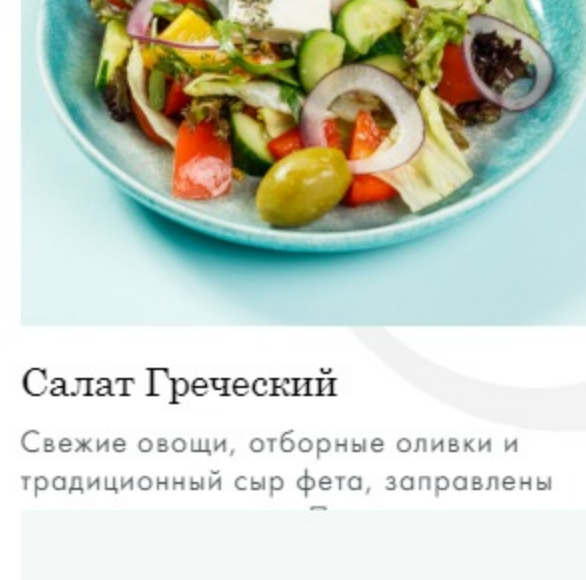 Салат Греческий
Свежие овощи, отборные оливки и
традиционный сыр фета, заправлены